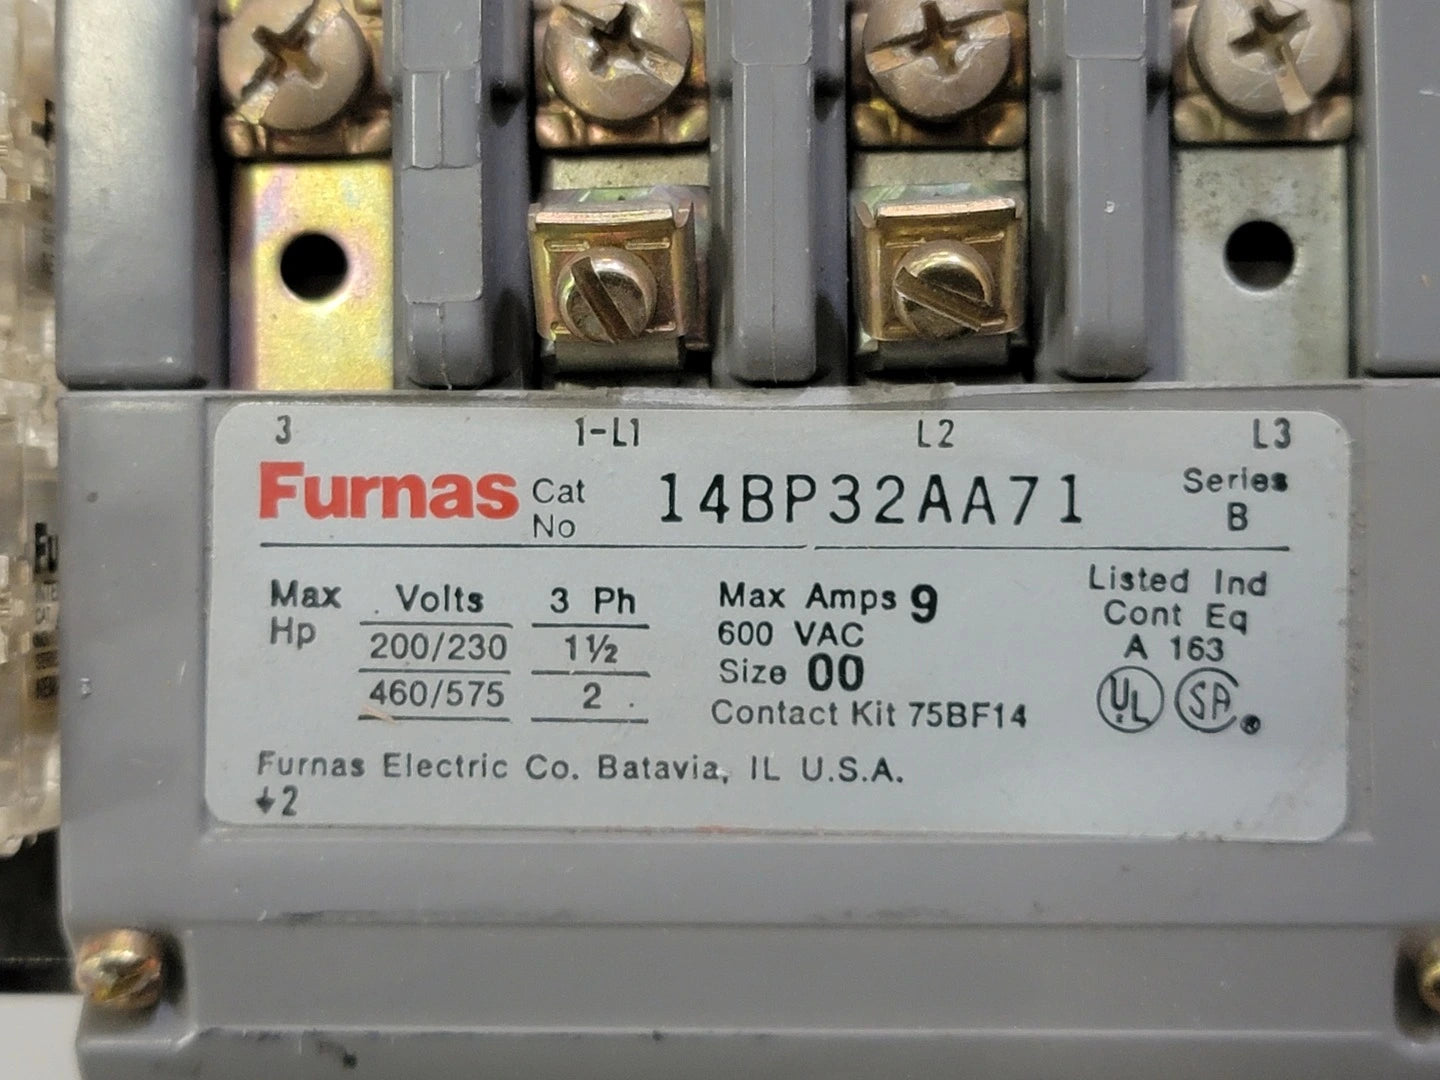 3 1-L1 L2 L3
Furnas Cat No 14BP32AA71 Series B
Max Hp Volts 3 Ph
200/230 1½
460/575 2
Max Amps 9
600 VAC
Size 00
Contact Kit 75BF14
Listed Ind
Cont Eq
A 163
UL SA ®
Furnas Electric Co. Batavia, IL U.S.A.
↓2